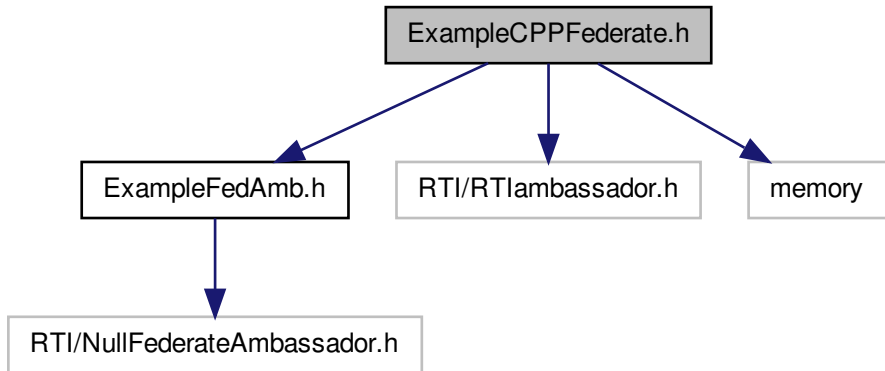 ExampleCPPFederate.h
ExampleFedAmb.h
RTI/RTIambassador.h
memory
RTI/NullFederateAmbassador.h